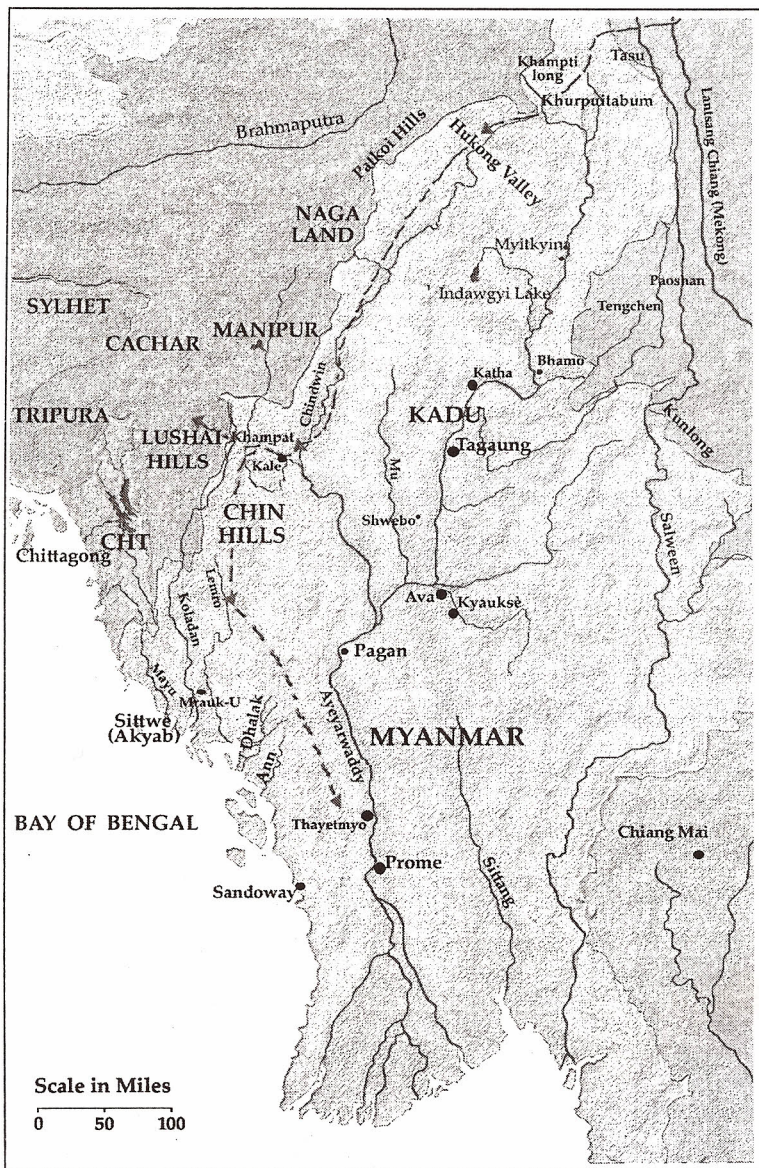 Khampti
long
Tasu
Khurpuitabum
Lantsang Chiang (Mekong)
Brahmaputra
Patkoi Hills
Hukong Valley
NAGA
LAND
Myitkyina
Paoshan
Indawgyi Lake
Tengchen
SYLHET
MANIPUR
CACHAR
Bhamo
Katha
Chindwin
TRIPURA
KADU
Kunlong
LUSHAI
HILLS
Khampat
Tagaung
Kale
Mu
CHIN
HILLS
Shwebo
Salween
CHT
Chittagong
Lemro
Koladan
Ava
Kyauksè
Pagan
Mayu
Mrauk-U
Ayeyarwaddy
Sittwe
(Akyab)
Dhalak
MYANMAR
Ann
BAY OF BENGAL
Thayetmyo
Chiang Mai
Prome
Sittang
Sandoway
Scale in Miles
0 50 100